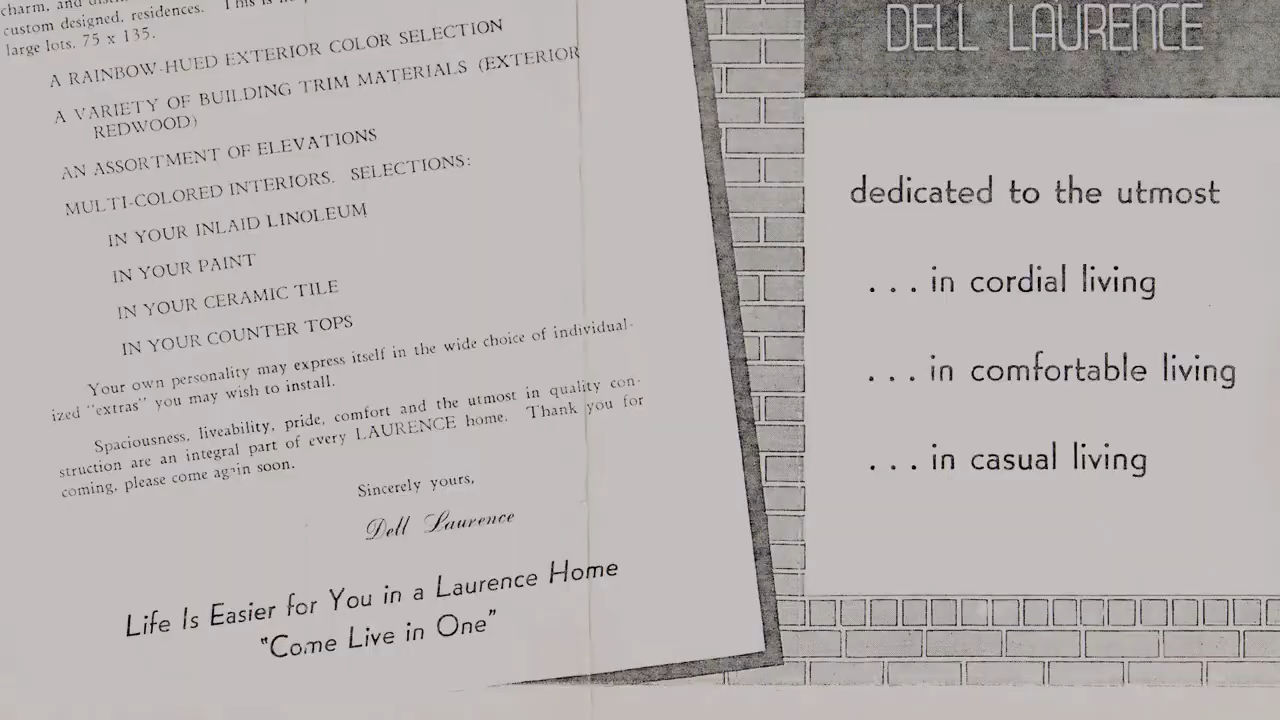 charm, and
custom designed, residences. This is
large lots. 75 x 135.
A RAINBOW-HUED EXTERIOR COLOR SELECTION
A VARIETY OF BUILDING TRIM MATERIALS (EXTERIOR
REDWOOD)
AN ASSORTMENT OF ELEVATIONS
MULTI-COLORED INTERIORS. SELECTIONS:
IN YOUR INLAID LINOLEUM
IN YOUR PAINT
IN YOUR CERAMIC TILE
IN YOUR COUNTER TOPS
Your own personality may express itself in the wide choice of individual-
ized "extras" you may wish to install.
Spaciousness, liveability, pride, comfort and the utmost in quality con-
struction are an integral part of every LAURENCE home. Thank you for
coming, please come again soon.
Sincerely yours,
Dell Laurence
Life Is Easier for You in a Laurence Home
"Come Live in One"
DELL LAURENCE
dedicated to the utmost
. . . in cordial living
. . . in comfortable living
. . . in casual living